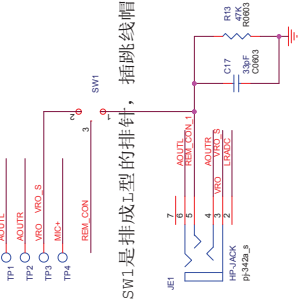 R13
47K
R0603
C17
33pF
C0603
SW1
2
1
3
AOUTL
AOUTR
VRO VRO_S
MIC+
REM_CON
TP1
TP2
TP3
TP4
SW1是排成L型的排针，插跳线帽
AOUTL
REM_CON_1
AOUTR
VRO_S
VRO
LRADC
7
6
5
4
3
2
JE1
HP-JACK
pj-342a_s